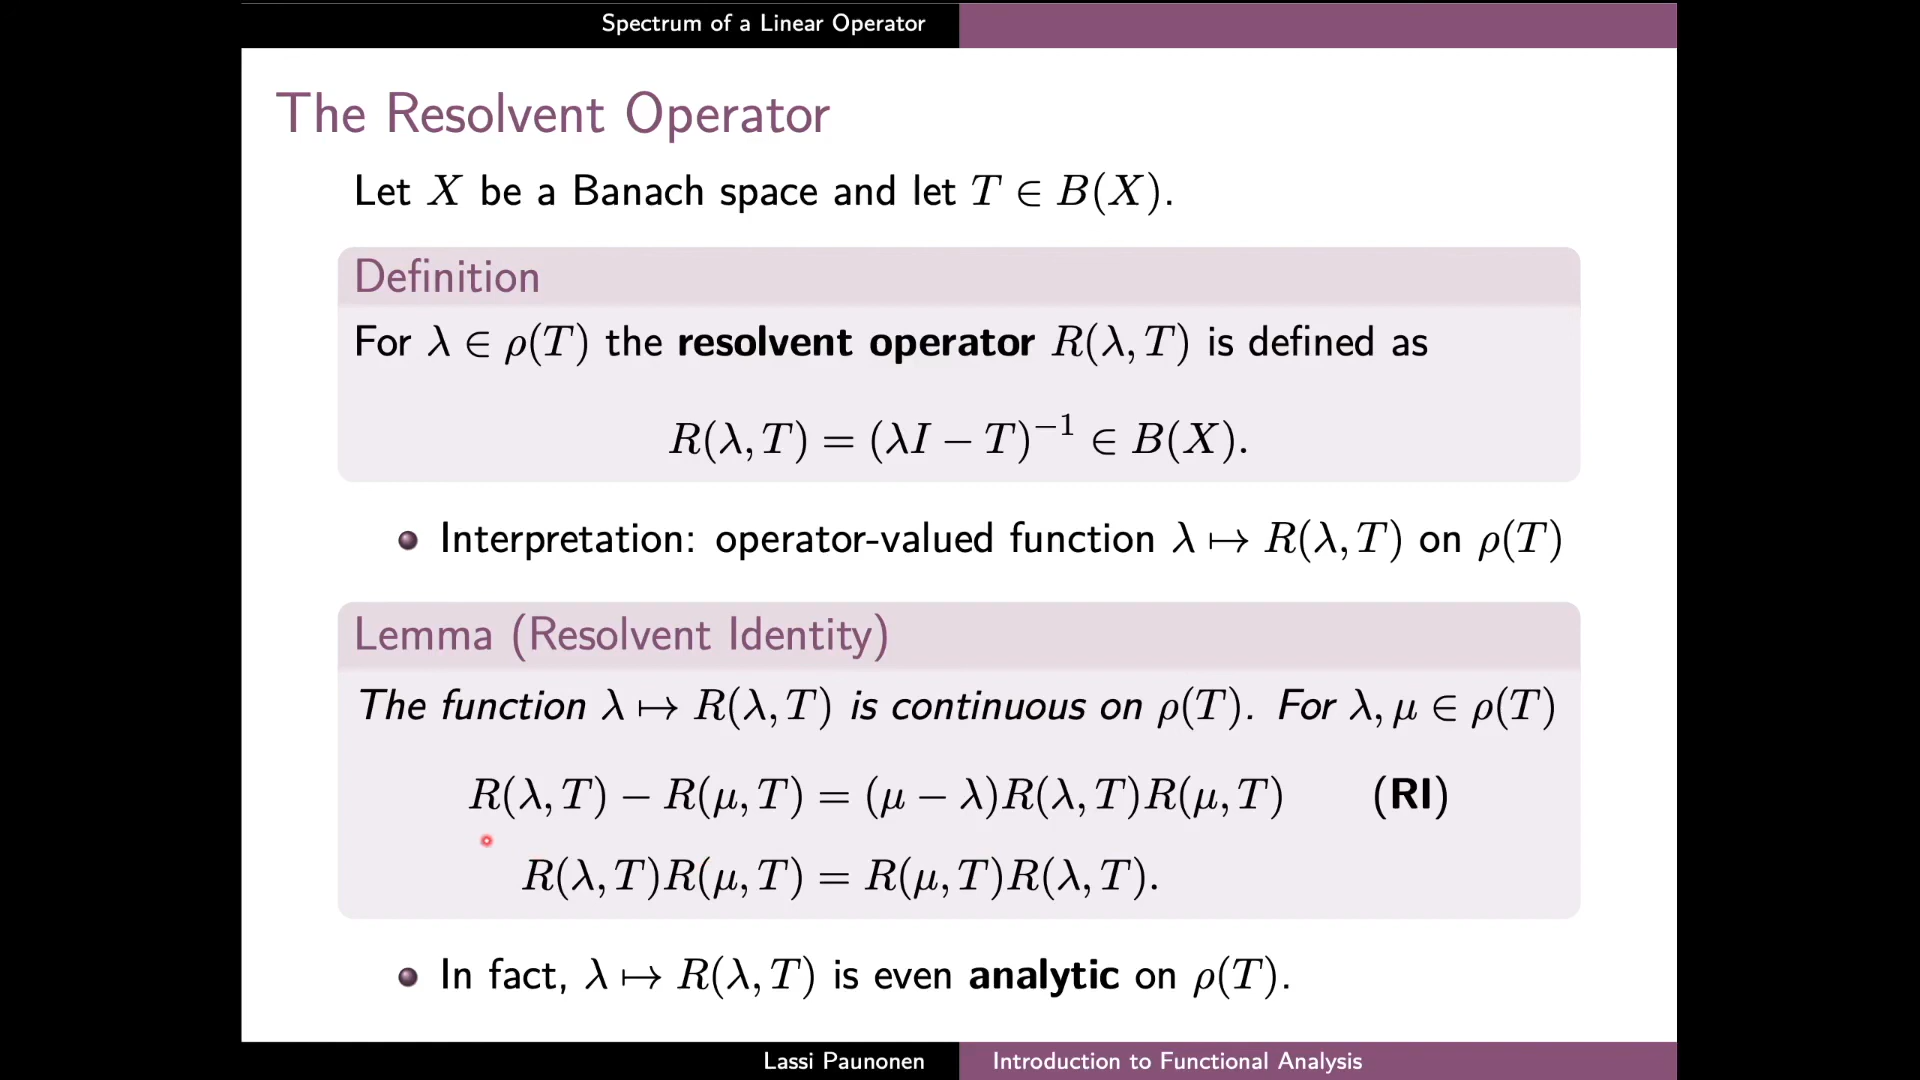 Spectrum of a Linear Operator
The Resolvent Operator
Let X be a Banach space and let T ∈ B(X).
Definition
For λ ∈ ρ(T) the resolvent operator R(λ, T) is defined as
R(λ, T) = (λI − T)⁻¹ ∈ B(X).
Interpretation: operator-valued function λ ↦ R(λ, T) on ρ(T)
Lemma (Resolvent Identity)
The function λ ↦ R(λ, T) is continuous on ρ(T). For λ, μ ∈ ρ(T)
R(λ, T) − R(μ, T) = (μ − λ)R(λ, T)R(μ, T) (RI)
R(λ, T)R(μ, T) = R(μ, T)R(λ, T).
In fact, λ ↦ R(λ, T) is even analytic on ρ(T).
Lassi Paunonen
Introduction to Functional Analysis